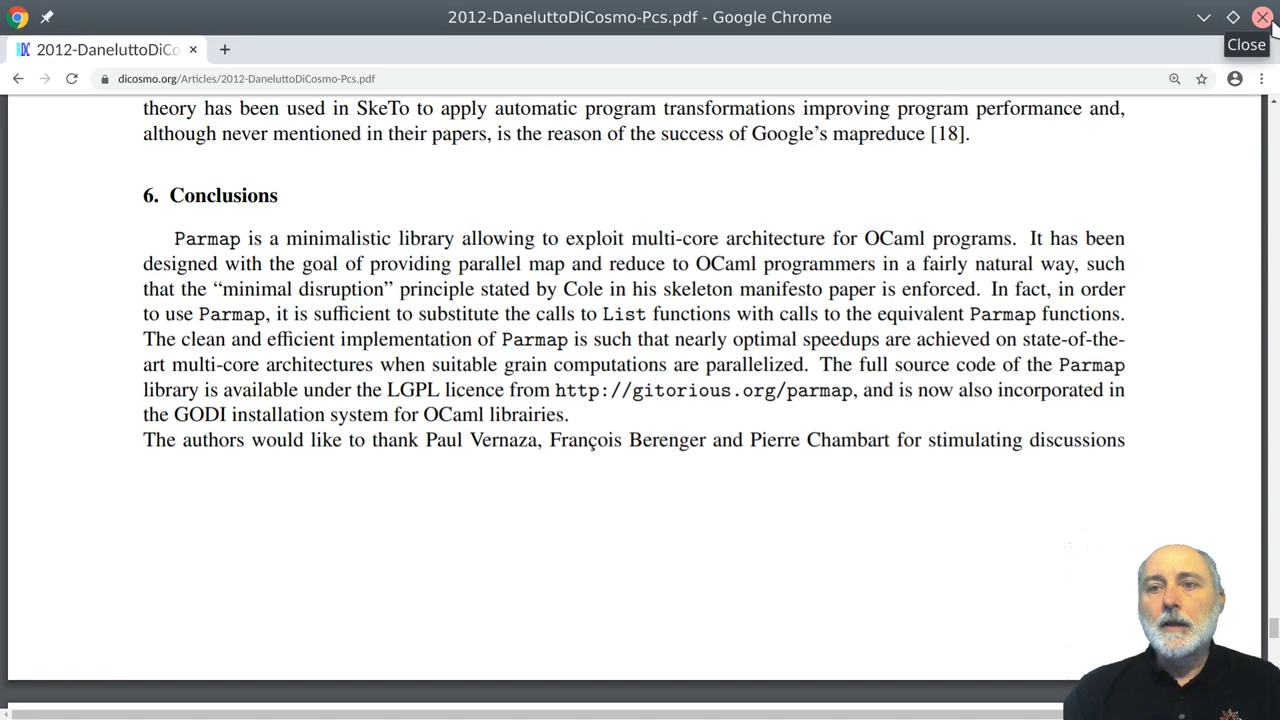 2012-DaneluttoDiCosmo-Pcs.pdf - Google Chrome
Close
2012-DaneluttoDiCo
dicosmo.org/Articles/2012-DaneluttoDiCosmo-Pcs.pdf
theory has been used in SkeTo to apply automatic program transformations improving program performance and,
although never mentioned in their papers, is the reason of the success of Google's mapreduce [18].
6. Conclusions
Parmap is a minimalistic library allowing to exploit multi-core architecture for OCaml programs. It has been
designed with the goal of providing parallel map and reduce to OCaml programmers in a fairly natural way, such
that the “minimal disruption” principle stated by Cole in his skeleton manifesto paper is enforced. In fact, in order
to use Parmap, it is sufficient to substitute the calls to List functions with calls to the equivalent Parmap functions.
The clean and efficient implementation of Parmap is such that nearly optimal speedups are achieved on state-of-the-
art multi-core architectures when suitable grain computations are parallelized. The full source code of the Parmap
library is available under the LGPL licence from http://gitorious.org/parmap, and is now also incorporated in
the GODI installation system for OCaml librairies.
The authors would like to thank Paul Vernaza, François Berenger and Pierre Chambart for stimulating discussions